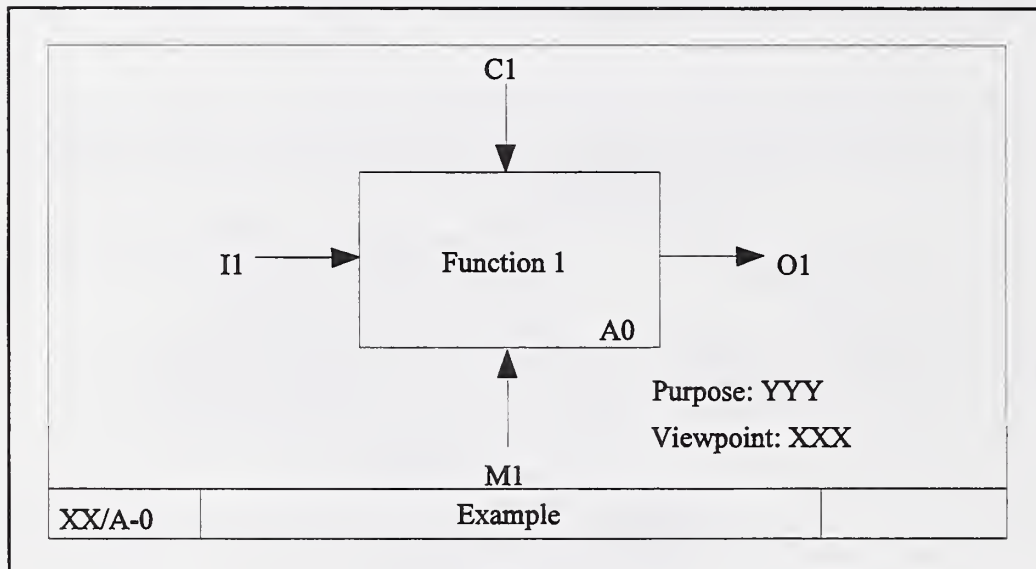 C1
I1
Function 1
O1
A0
Purpose: YYY
Viewpoint: XXX
M1
XX/A-0
Example